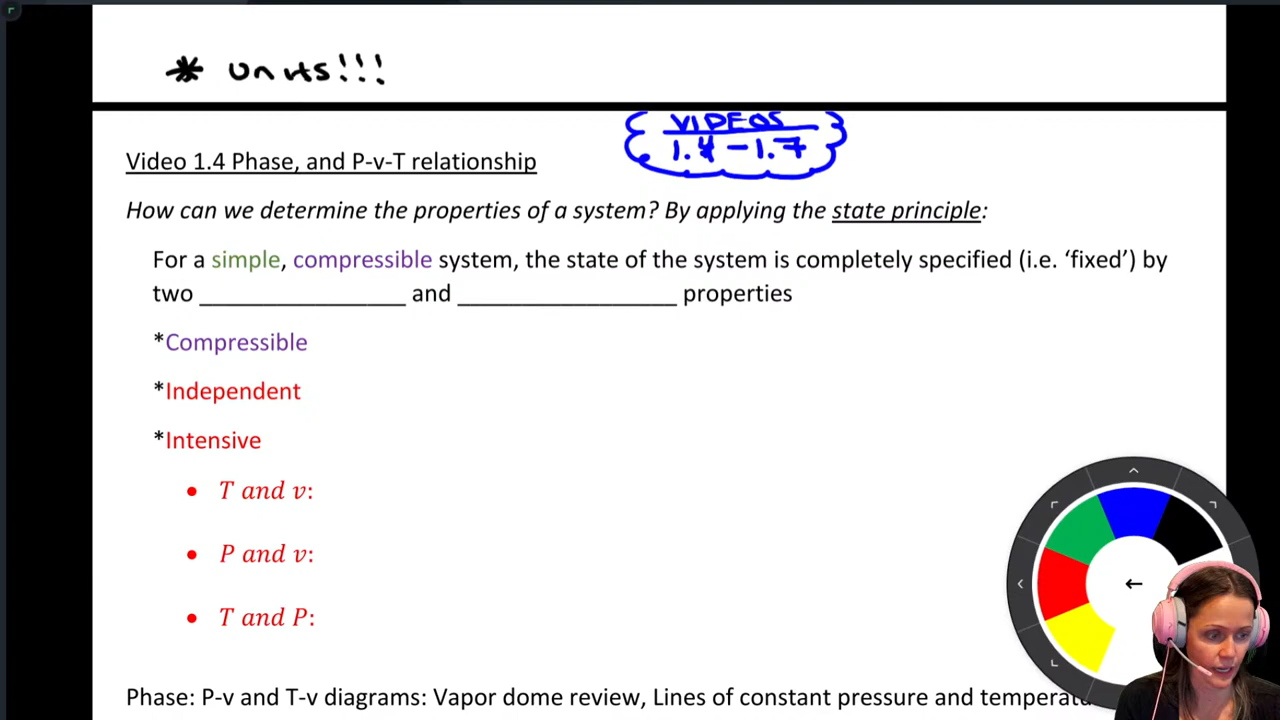 * Units!!!
VIDEOS
1.4-1.7
Video 1.4 Phase, and P-v-T relationship
How can we determine the properties of a system? By applying the state principle:
For a simple, compressible system, the state of the system is completely specified (i.e. ‘fixed’) by
two _________________ and __________________ properties
*Compressible
*Independent
*Intensive
• T and v:
• P and v:
• T and P:
Phase: P-v and T-v diagrams: Vapor dome review, Lines of constant pressure and